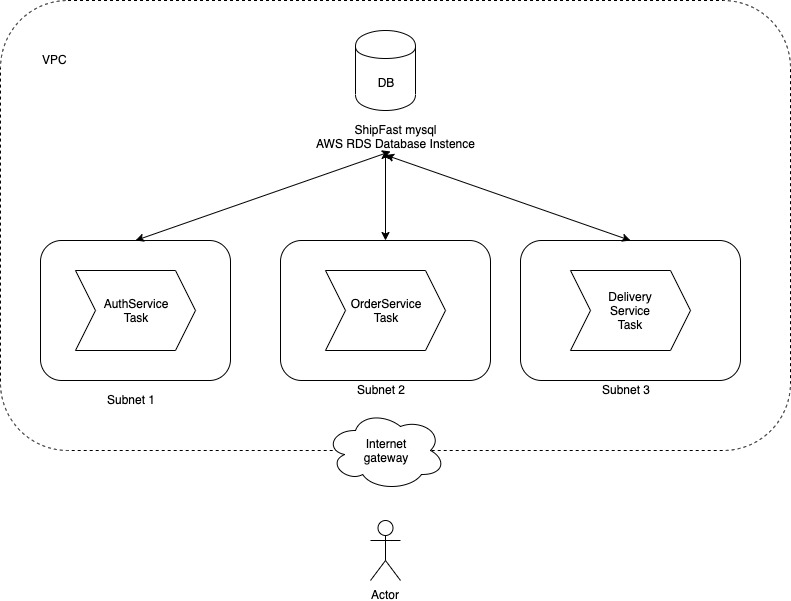 VPC
DB
ShipFast mysql
AWS RDS Database Instence
AuthService
Task
OrderService
Task
Delivery
Service
Task
Subnet 1
Subnet 2
Subnet 3
Internet
gateway
Actor